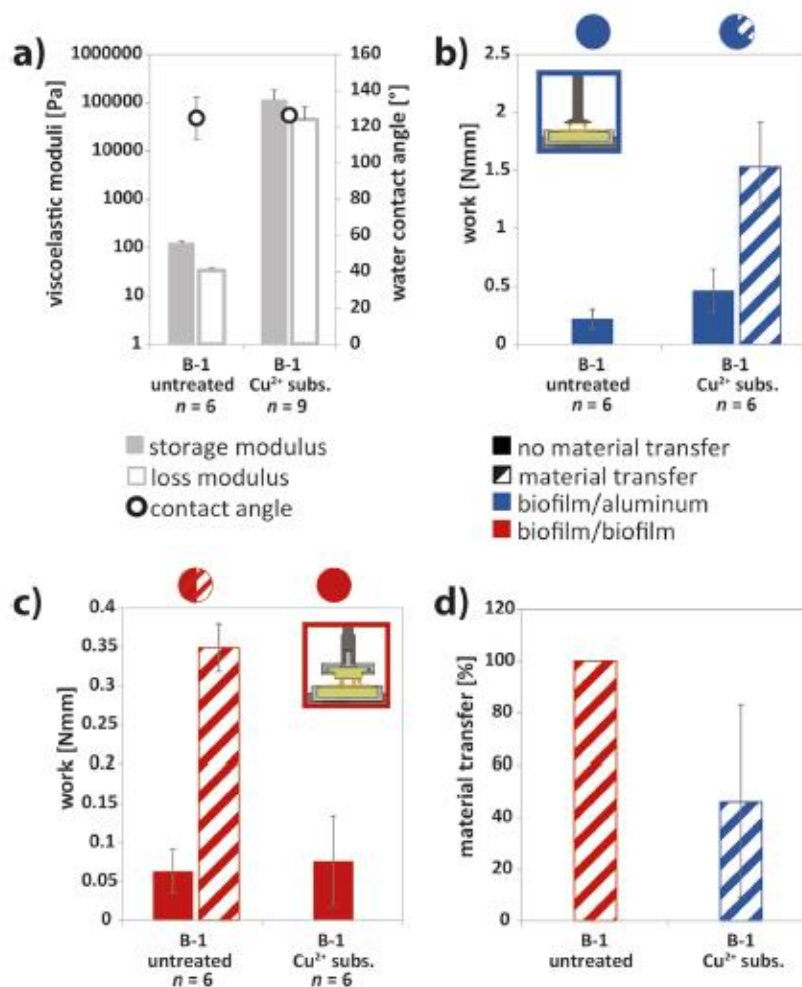 a)
1000000
100000
10000
1000
100
10
1
viscoelastic moduli [Pa]
160
140
120
100
80
60
40
20
0
water contact angle [°]
B-1
untreated
n = 6
B-1
Cu²⁺ subs.
n = 9
storage modulus
loss modulus
contact angle
b)
2.5
2
1.5
1
0.5
0
work [Nmm]
B-1
untreated
n = 6
B-1
Cu²⁺ subs.
n = 6
no material transfer
material transfer
biofilm/aluminum
biofilm/biofilm
c)
0.4
0.35
0.3
0.25
0.2
0.15
0.1
0.05
0
work [Nmm]
B-1
untreated
n = 6
B-1
Cu²⁺ subs.
n = 6
d)
120
100
80
60
40
20
0
material transfer [%]
B-1
untreated
B-1
Cu²⁺ subs.